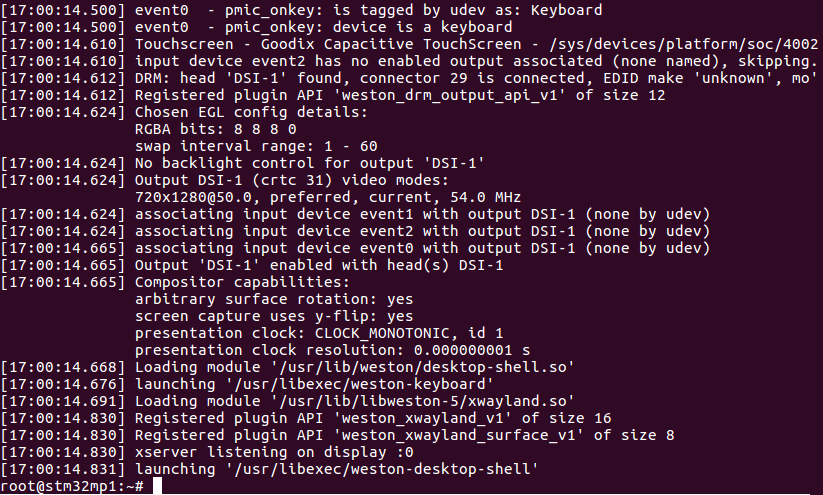 [17:00:14.500] event0  - pmic_onkey: is tagged by udev as: Keyboard
[17:00:14.500] event0  - pmic_onkey: device is a keyboard
[17:00:14.610] Touchscreen - Goodix Capacitive TouchScreen - /sys/devices/platform/soc/4002
[17:00:14.610] input device event2 has no enabled output associated (none named), skipping.
[17:00:14.612] DRM: head 'DSI-1' found, connector 29 is connected, EDID make 'unknown', mo'
[17:00:14.612] Registered plugin API 'weston_drm_output_api_v1' of size 12
[17:00:14.624] Chosen EGL config details:
RGBA bits: 8 8 8 0
swap interval range: 1 - 60
[17:00:14.624] No backlight control for output 'DSI-1'
[17:00:14.624] Output DSI-1 (crtc 31) video modes:
720x1280@50.0, preferred, current, 54.0 MHz
[17:00:14.624] associating input device event1 with output DSI-1 (none by udev)
[17:00:14.624] associating input device event2 with output DSI-1 (none by udev)
[17:00:14.665] associating input device event0 with output DSI-1 (none by udev)
[17:00:14.665] Output 'DSI-1' enabled with head(s) DSI-1
[17:00:14.665] Compositor capabilities:
arbitrary surface rotation: yes
screen capture uses y-flip: yes
presentation clock: CLOCK_MONOTONIC, id 1
presentation clock resolution: 0.000000001 s
[17:00:14.668] Loading module '/usr/lib/weston/desktop-shell.so'
[17:00:14.676] launching '/usr/libexec/weston-keyboard'
[17:00:14.691] Loading module '/usr/lib/libweston-5/xwayland.so'
[17:00:14.830] Registered plugin API 'weston_xwayland_v1' of size 16
[17:00:14.830] Registered plugin API 'weston_xwayland_surface_v1' of size 8
[17:00:14.830] xserver listening on display :0
[17:00:14.831] launching '/usr/libexec/weston-desktop-shell'
root@stm32mp1:~#